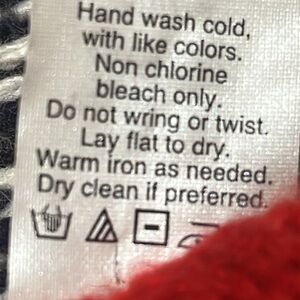 Hand wash cold,
with like colors.
Non chlorine
bleach only.
Do not wring or twist.
Lay flat to dry.
Warm iron as needed.
Dry clean if preferred.